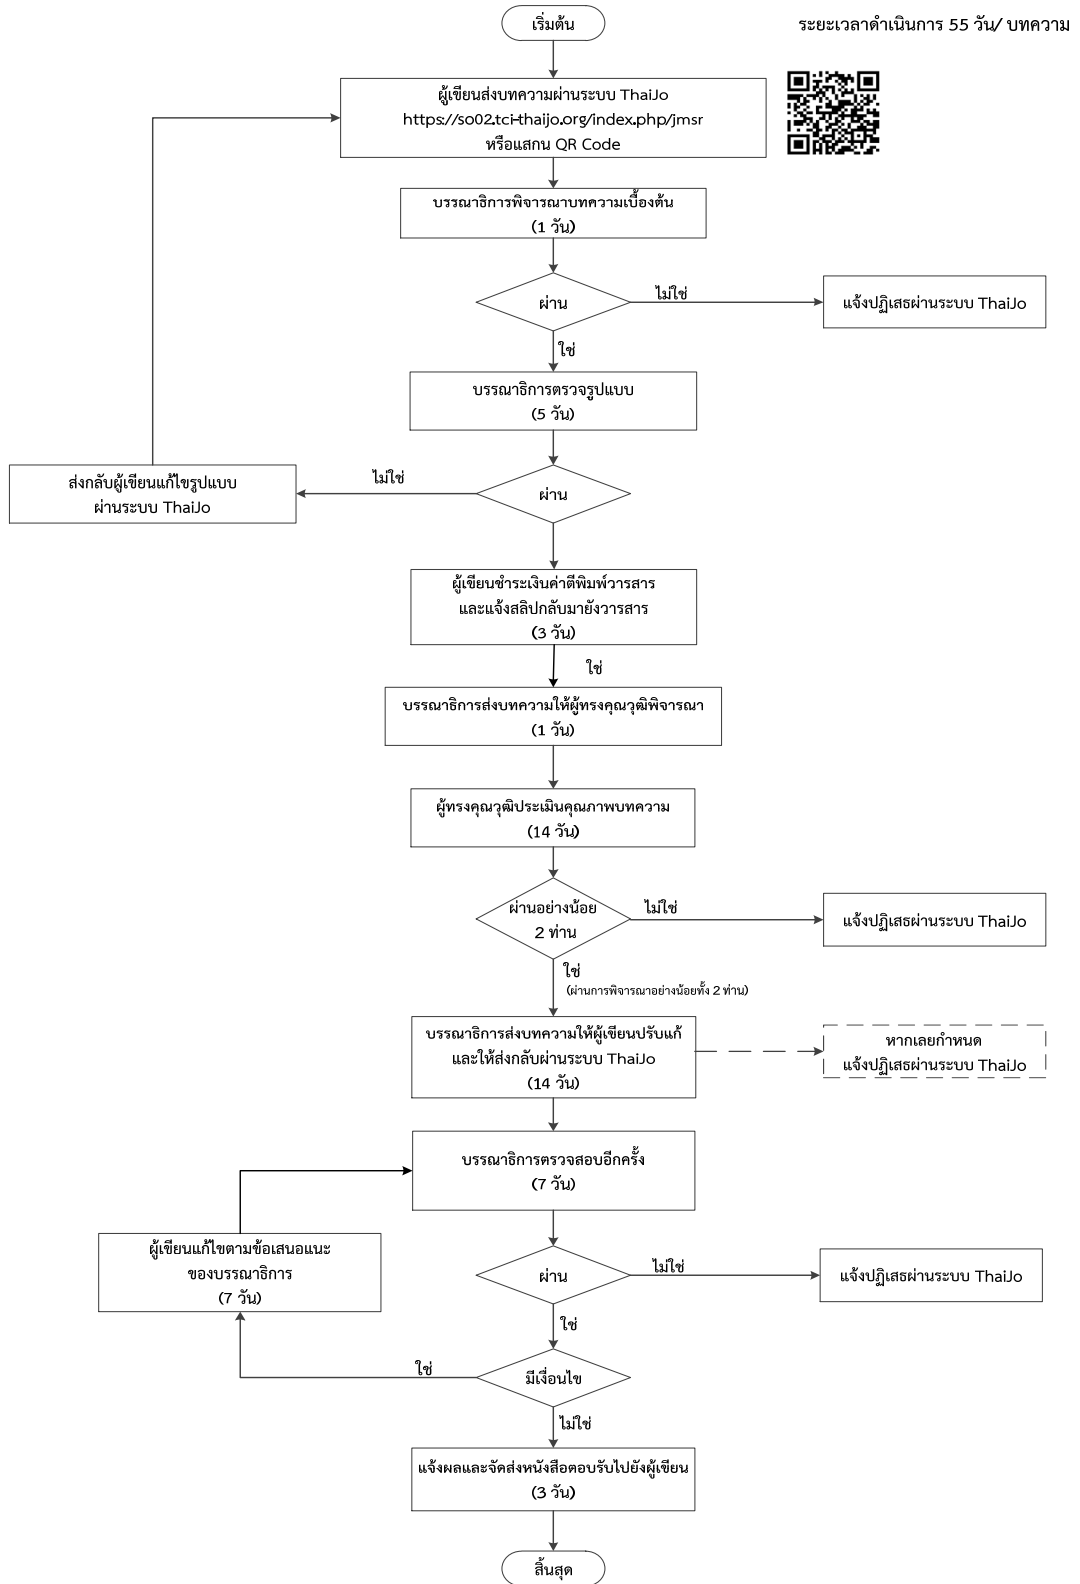 เริ่มต้น
ระยะเวลาดำเนินการ 55 วัน/ บทความ
ผู้เขียนส่งบทความผ่านระบบ ThaiJo
https://so02.tci-thaijo.org/index.php/jmsr
หรือแสกน QR Code
บรรณาธิการพิจารณาบทความเบื้องต้น
(1 วัน)
ผ่าน
ไม่ใช่
แจ้งปฏิเสธผ่านระบบ ThaiJo
ใช่
บรรณาธิการตรวจรูปแบบ
(5 วัน)
ส่งกลับผู้เขียนแก้ไขรูปแบบ
ผ่านระบบ ThaiJo
ไม่ใช่
ผ่าน
ผู้เขียนชำระเงินค่าตีพิมพ์วารสาร
และแจ้งสลิปกลับมายังวารสาร
(3 วัน)
ใช่
บรรณาธิการส่งบทความให้ผู้ทรงคุณวุฒิพิจารณา
(1 วัน)
ผู้ทรงคุณวุฒิประเมินคุณภาพบทความ
(14 วัน)
ผ่านอย่างน้อย
2 ท่าน
ไม่ใช่
แจ้งปฏิเสธผ่านระบบ ThaiJo
ใช่
(ผ่านการพิจารณาอย่างน้อยทั้ง 2 ท่าน)
บรรณาธิการส่งบทความให้ผู้เขียนปรับแก้
และให้ส่งกลับผ่านระบบ ThaiJo
(14 วัน)
หากเลยกำหนด
แจ้งปฏิเสธผ่านระบบ ThaiJo
บรรณาธิการตรวจสอบอีกครั้ง
(7 วัน)
ผู้เขียนแก้ไขตามข้อเสนอแนะ
ของบรรณาธิการ
(7 วัน)
ผ่าน
ไม่ใช่
แจ้งปฏิเสธผ่านระบบ ThaiJo
ใช่
ใช่
มีเงื่อนไข
ไม่ใช่
แจ้งผลและจัดส่งหนังสือตอบรับไปยังผู้เขียน
(3 วัน)
สิ้นสุด